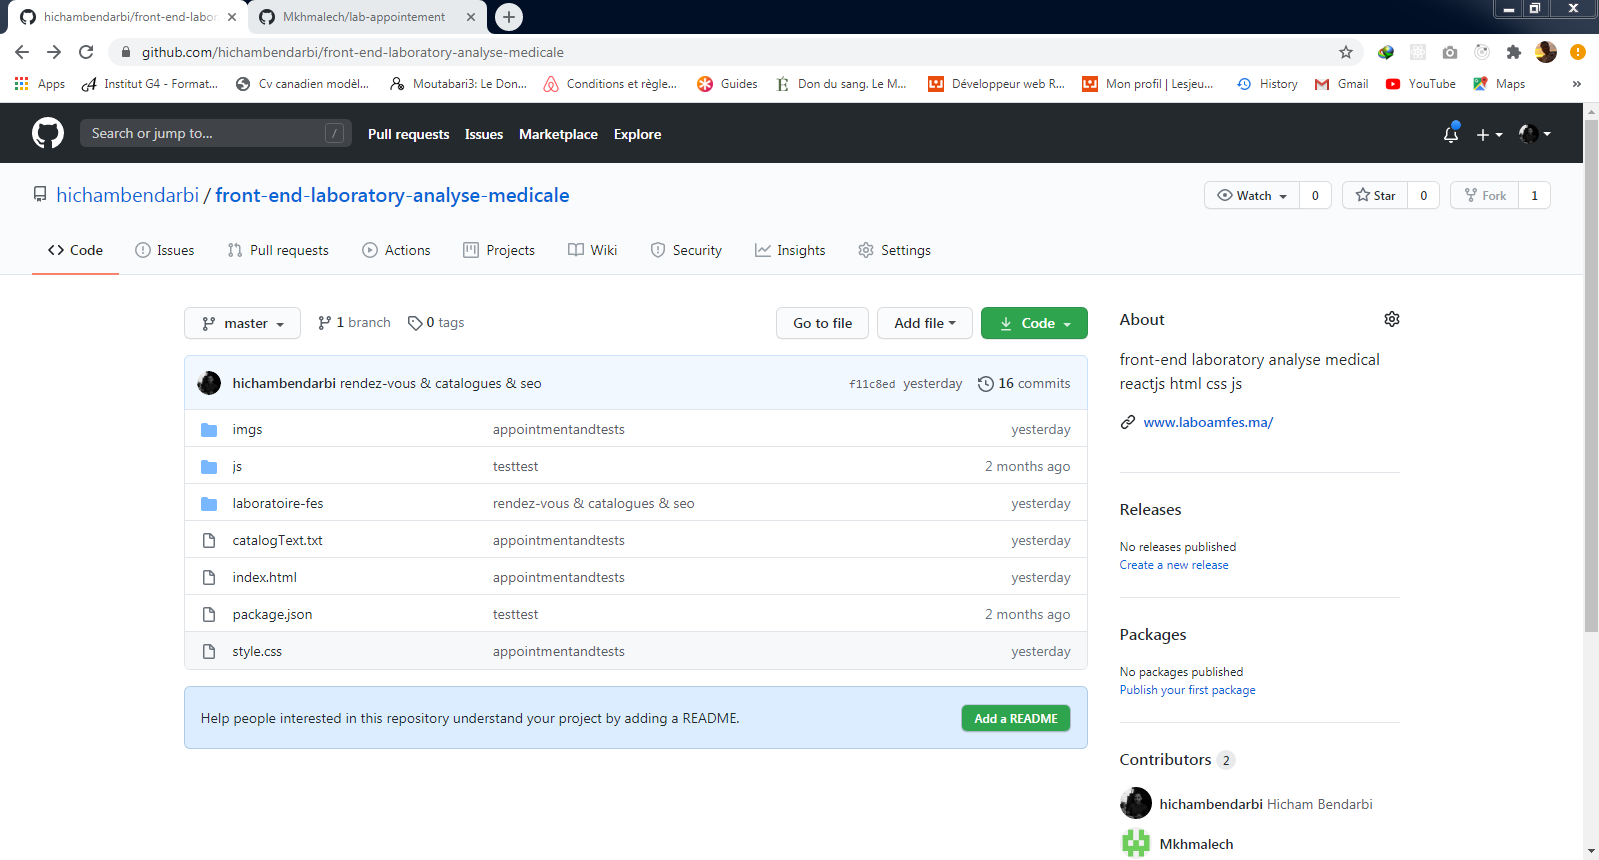 hichambendarbi/front-end-labor
Mkhmalech/lab-appointement
github.com/hichambendarbi/front-end-laboratory-analyse-medicale
Apps Institut G4 - Format... Cv canadien modèl... Moutabari3: Le Don... Conditions et règle... Guides Don du sang. Le M... Développeur web R... Mon profil | Lesjeu... History Gmail YouTube Maps »
Search or jump to... / Pull requests Issues Marketplace Explore
hichambendarbi / front-end-laboratory-analyse-medicale
Watch 0 Star 0 Fork 1
Code Issues Pull requests Actions Projects Wiki Security Insights Settings
master 1 branch 0 tags Go to file Add file Code
hichambendarbi rendez-vous & catalogues & seo f11c8ed yesterday 16 commits
imgs appointmentandtests yesterday
js testtest 2 months ago
laboratoire-fes rendez-vous & catalogues & seo yesterday
catalogText.txt appointmentandtests yesterday
index.html appointmentandtests yesterday
package.json testtest 2 months ago
style.css appointmentandtests yesterday
Help people interested in this repository understand your project by adding a README. Add a README
About
front-end laboratory analyse medical
reactjs html css js
www.laboamfes.ma/
Releases
No releases published
Create a new release
Packages
No packages published
Publish your first package
Contributors 2
hichambendarbi Hicham Bendarbi
Mkhmalech